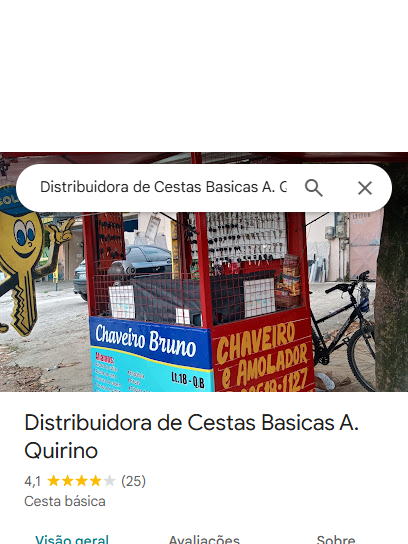 Distribuidora de Cestas Basicas A. Q
Chaveiro Bruno
Lt.18 - Q.B
CHAVEIRO
e AMOLADOR
Distribuidora de Cestas Basicas A.
Quirino
4,1 (25)
Cesta básica
Visão geral Avaliações Sobre